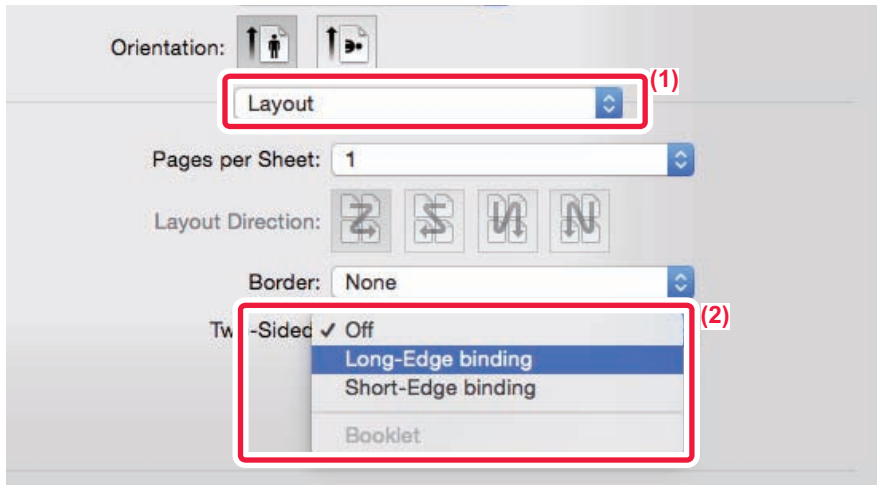 Orientation:
(1)
Layout
Pages per Sheet: 1
Layout Direction:
Border: None
(2)
Two-Sided ✓ Off
Long-Edge binding
Short-Edge binding
Booklet